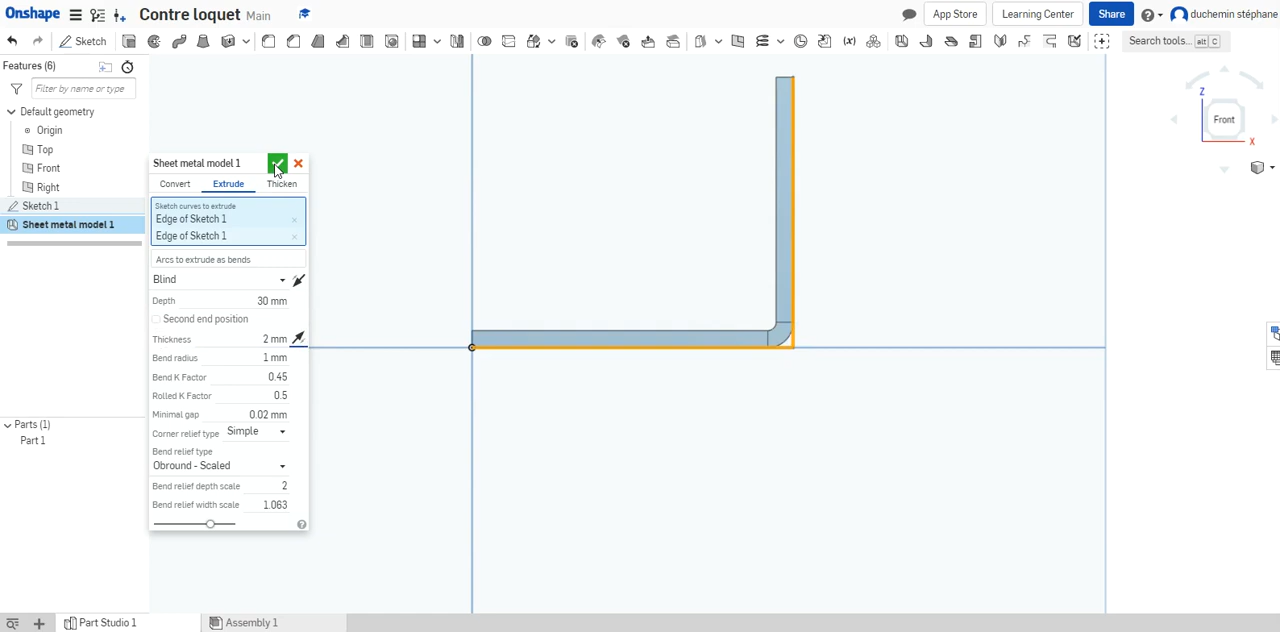 Onshape Contre loquet Main App Store Learning Center Share duchemin stéphane
Sketch Search tools... alt C
Features (6)
Filter by name or type
Default geometry
Origin
Top
Front
Right
Sketch 1
Sheet metal model 1
Parts (1)
Part 1
Sheet metal model 1
Convert Extrude Thicken
Sketch curves to extrude
Edge of Sketch 1
Edge of Sketch 1
Arcs to extrude as bends
Blind
Depth 30 mm
Second end position
Thickness 2 mm
Bend radius 1 mm
Bend K Factor 0.45
Rolled K Factor 0.5
Minimal gap 0.02 mm
Corner relief type Simple
Bend relief type
Obround - Scaled
Bend relief depth scale 2
Bend relief width scale 1.063
Z
Front
X
Part Studio 1 Assembly 1